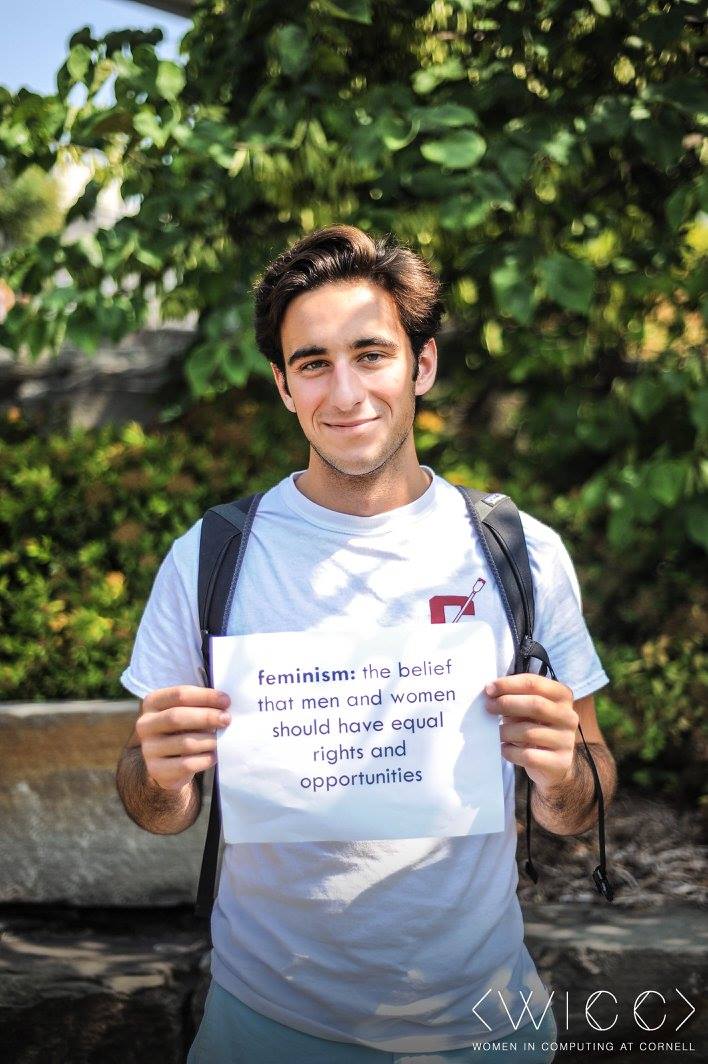 feminism: the belief
that men and women
should have equal
rights and
opportunities
<WICC>
WOMEN IN COMPUTING AT CORNELL